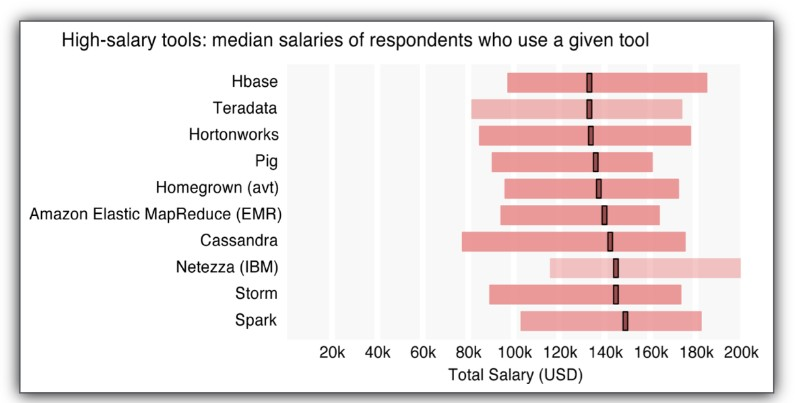 High-salary tools: median salaries of respondents who use a given tool
Hbase
Teradata
Hortonworks
Pig
Homegrown (avt)
Amazon Elastic MapReduce (EMR)
Cassandra
Netezza (IBM)
Storm
Spark
20k 40k 60k 80k 100k 120k 140k 160k 180k 200k
Total Salary (USD)